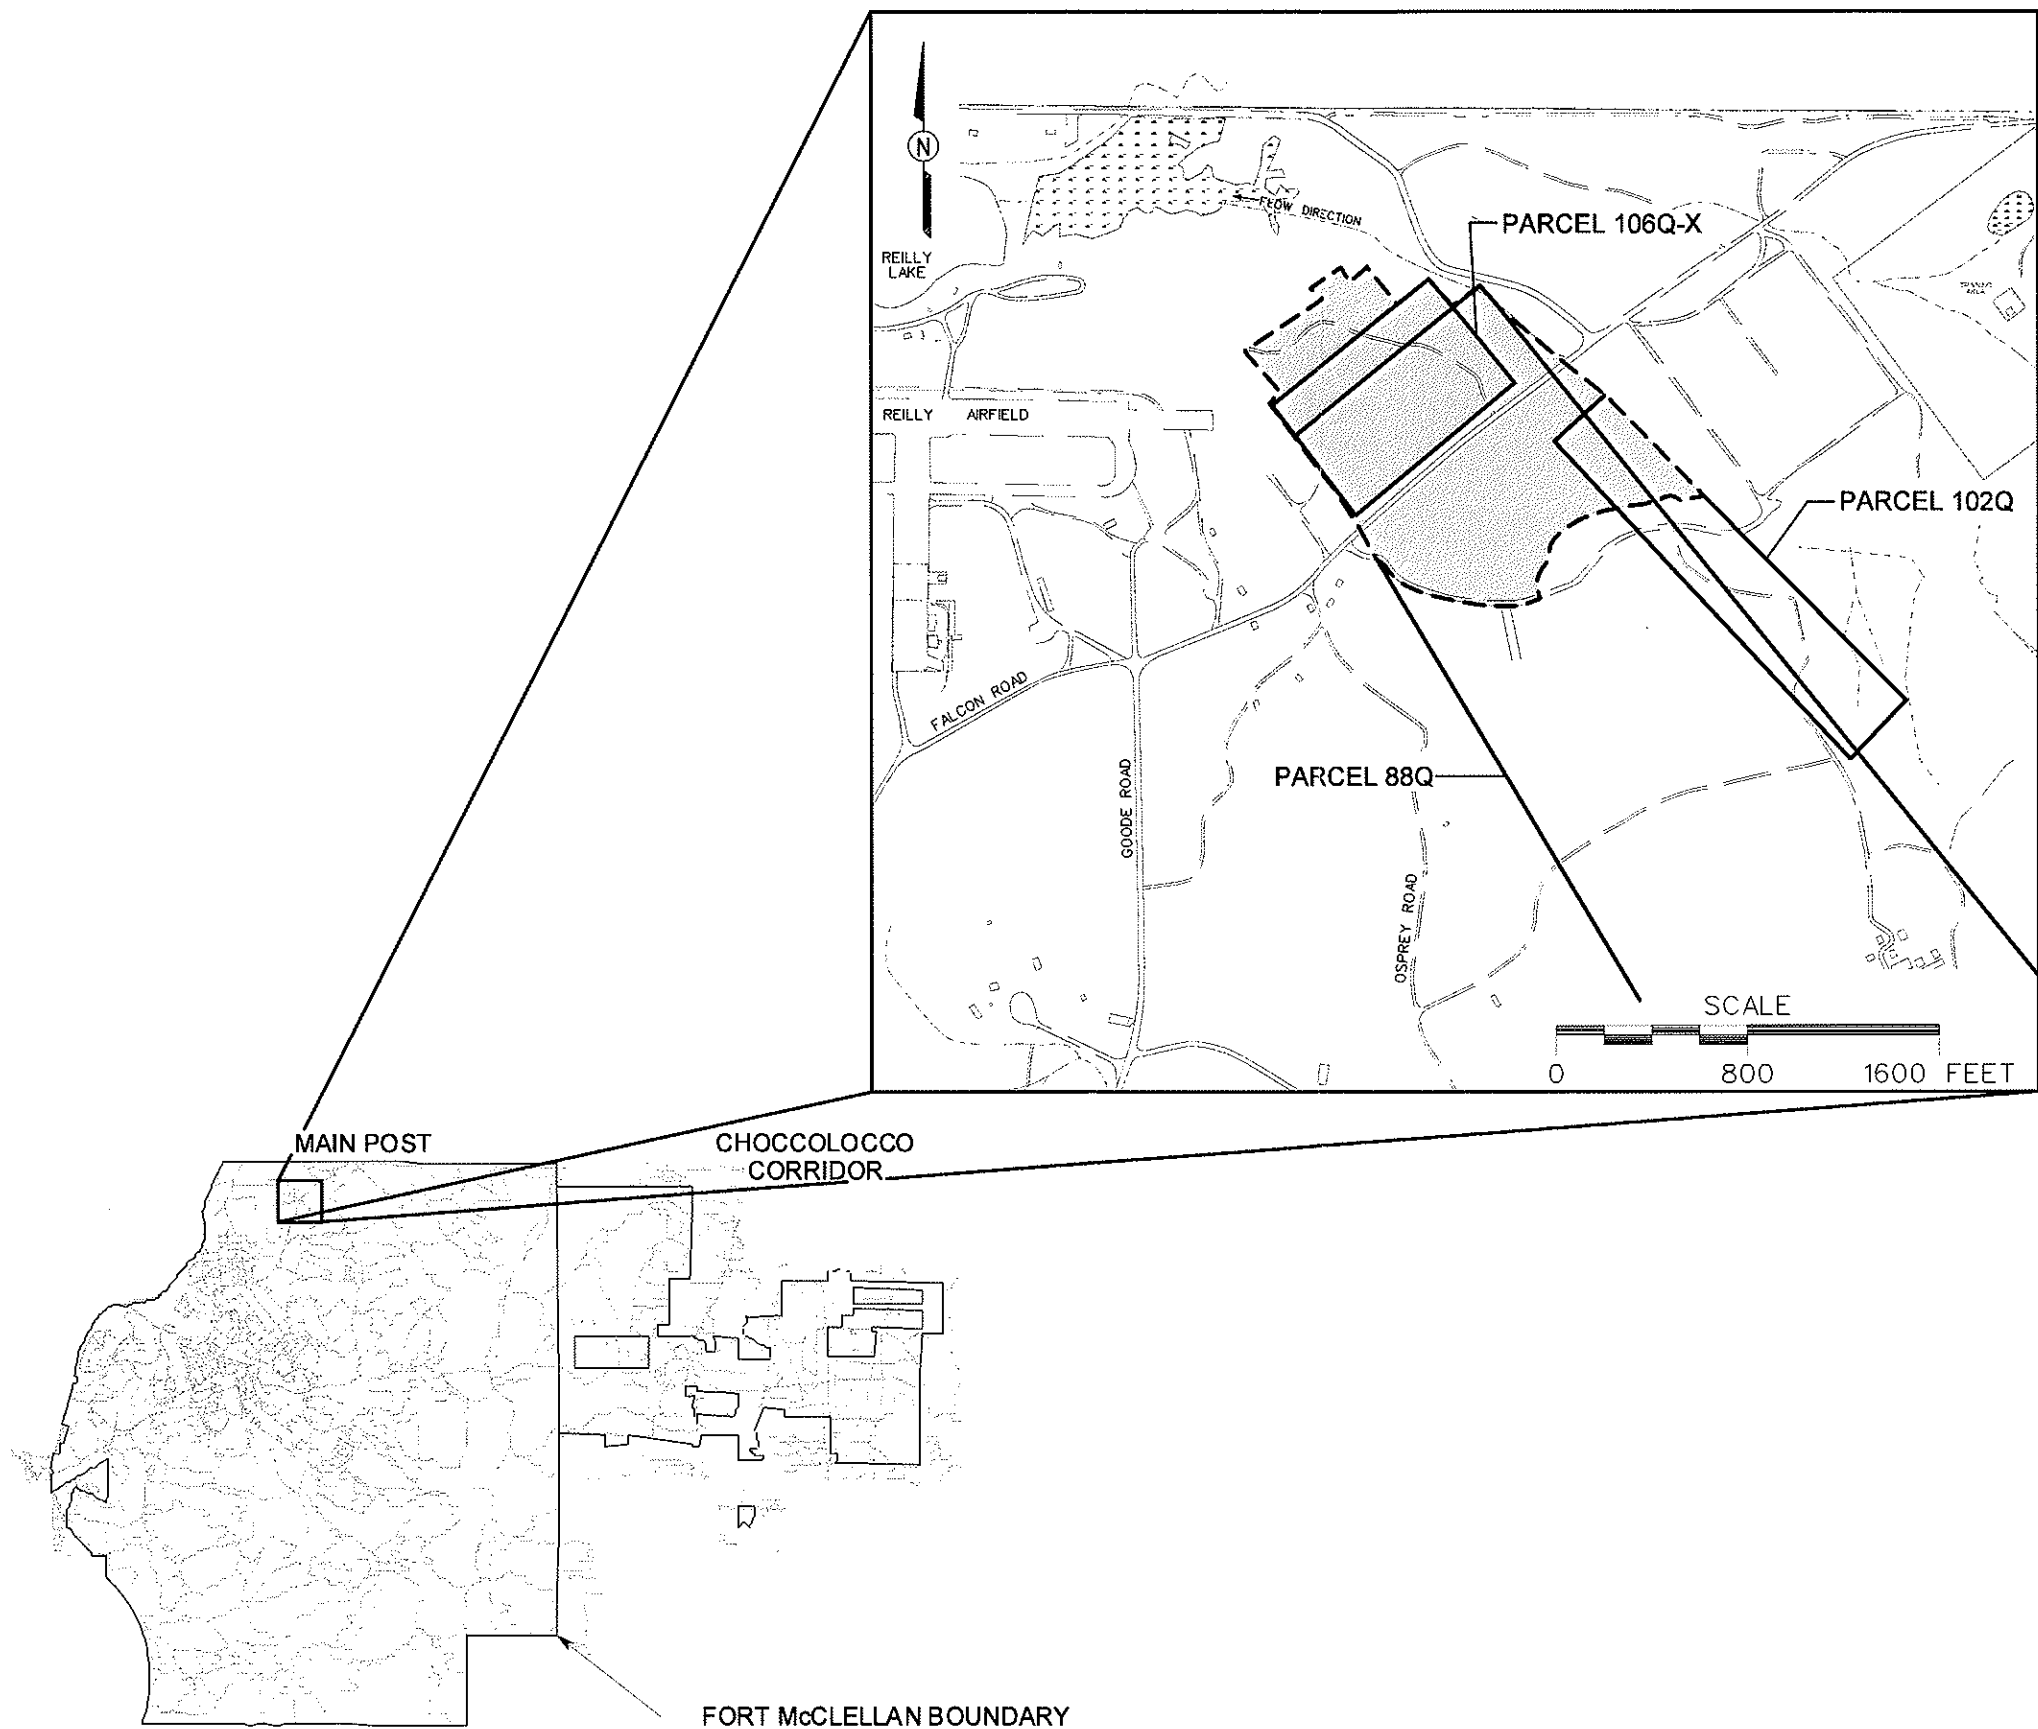 N
FLOW DIRECTION
PARCEL 106Q-X
REILLY
LAKE
REILLY AIRFIELD
PARCEL 102Q
FALCON ROAD
PARCEL 88Q
GOODE ROAD
OSPREY ROAD
SCALE
0 800 1600 FEET
MAIN POST
CHOCCOLOCCO
CORRIDOR
FORT McCLELLAN BOUNDARY